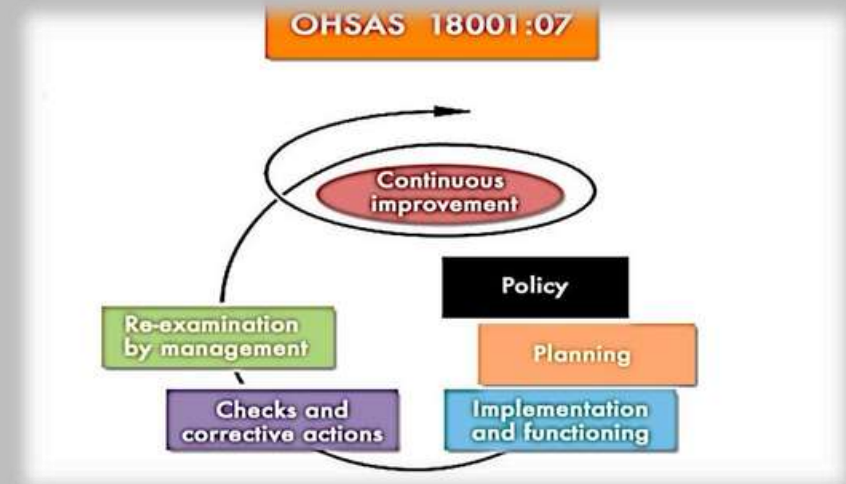 OHSAS 18001:07
Continuous
improvement
Policy
Re-examination
by management
Planning
Checks and
corrective actions
Implementation
and functioning